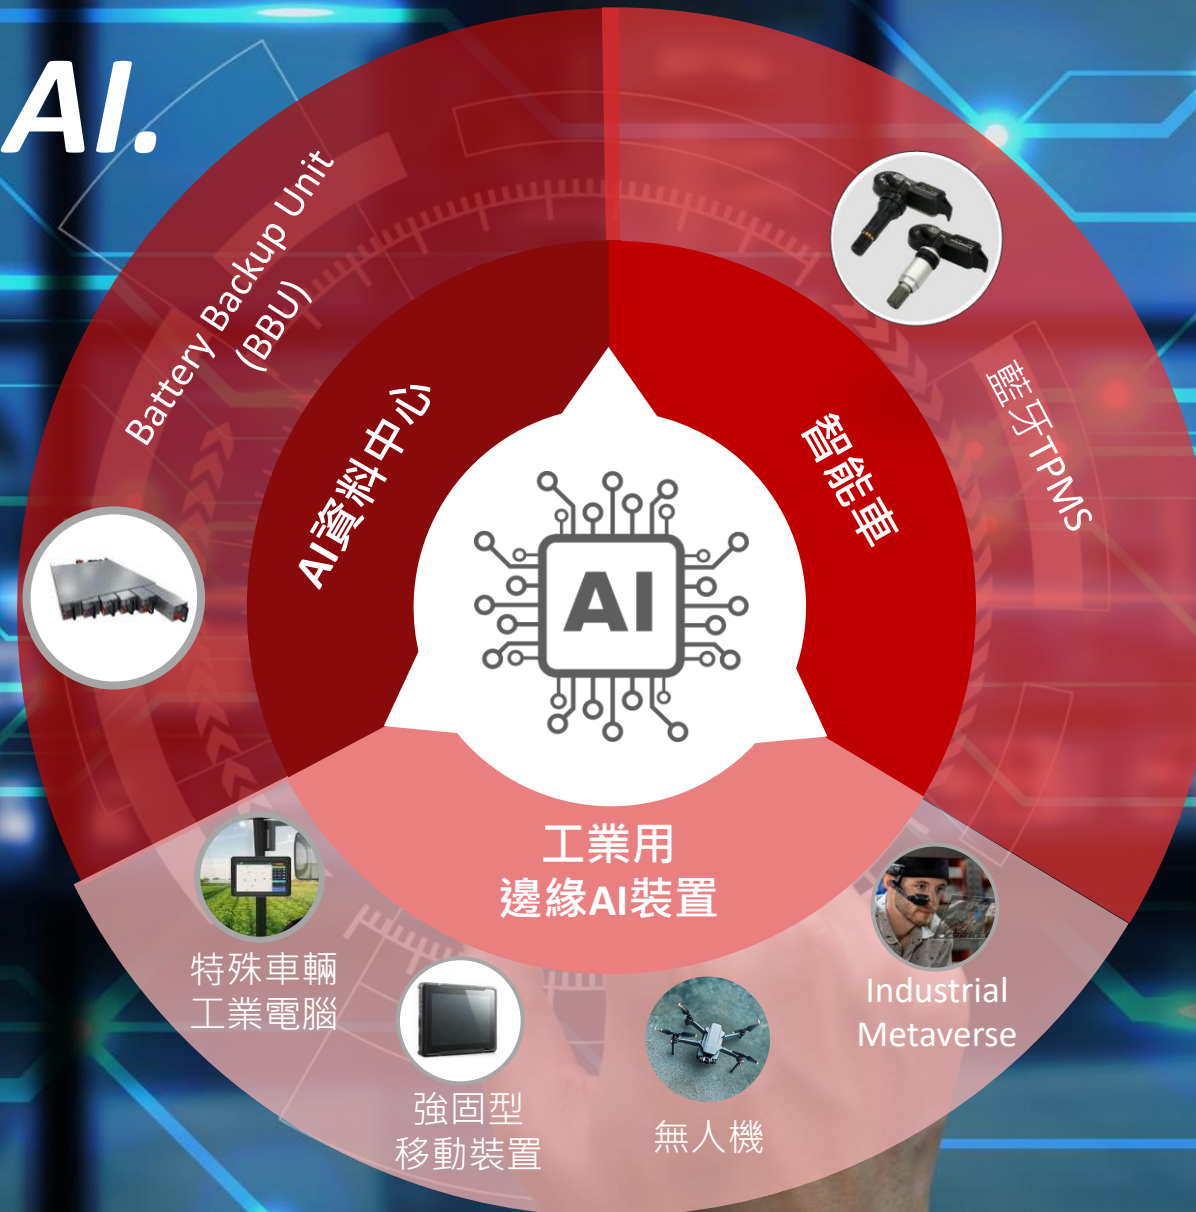 AI.
Battery Backup Unit
(BBU)
AI資料中心
智能車
藍牙TPMS
AI
工業用
邊緣AI裝置
特殊車輛
工業電腦
強固型
移動裝置
無人機
Industrial
Metaverse